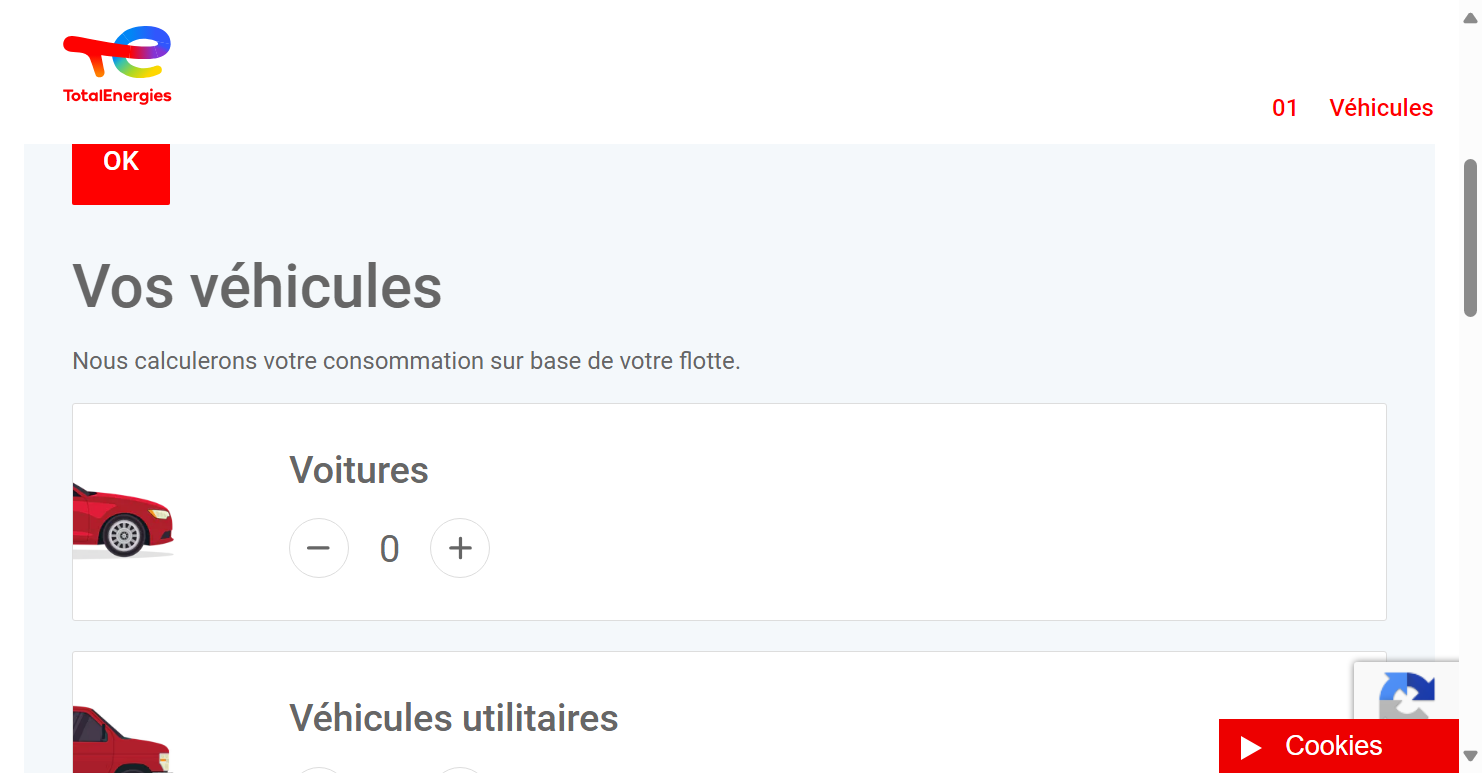 TotalEnergies
01 Véhicules
OK
Vos véhicules
Nous calculerons votre consommation sur base de votre flotte.
Voitures
0
Véhicules utilitaires
Cookies